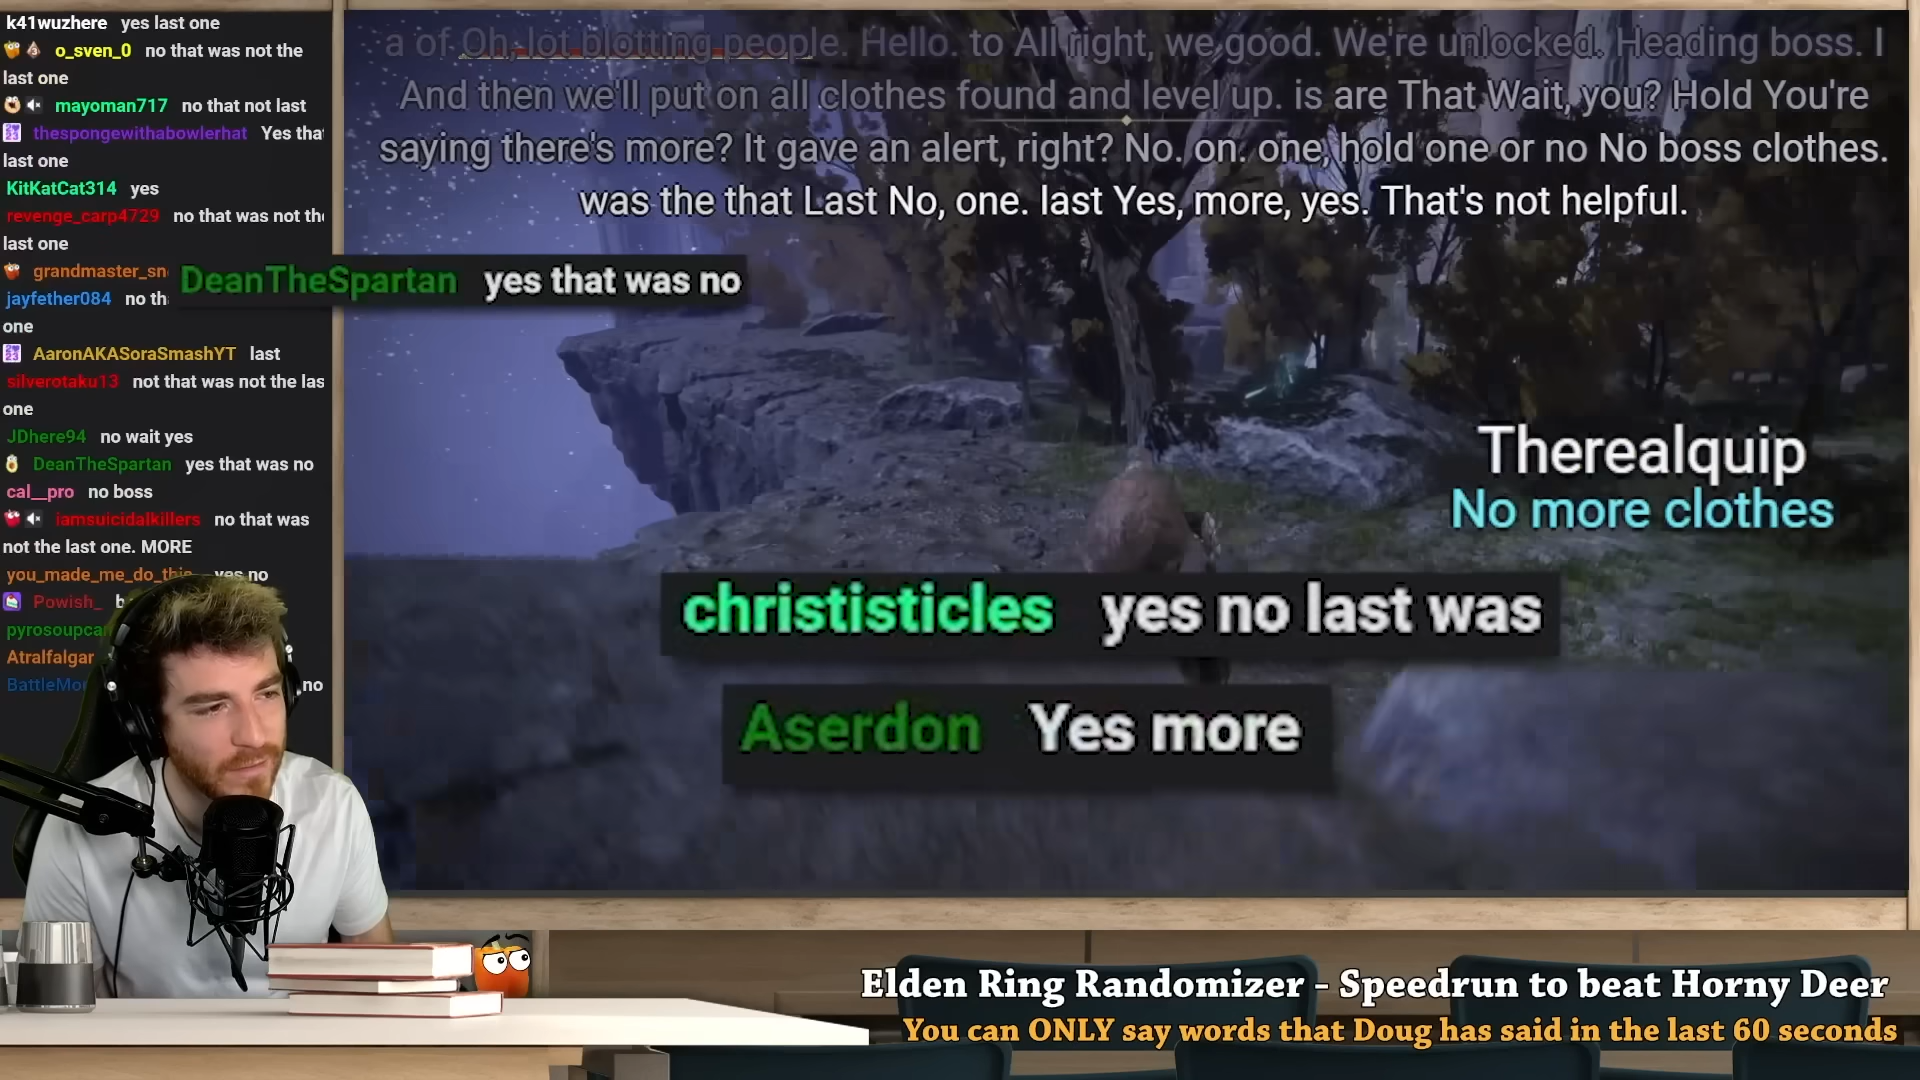 k41wuzhere yes last one
o_sven_0 no that was not the
last one
mayoman717 no that not last
thespongewithabowlerhat Yes that
last one
KitKatCat314 yes
revenge_carp4729 no that was not the
last one
grandmaster_sn
jayfether084 no th
one
AaronAKASoraSmashYT last
silverotaku13 not that was not the las
one
JDhere94 no wait yes
DeanTheSpartan yes that was no
cal__pro no boss
iamsuicidalkillers no that was
not the last one. MORE
you_made_me_do_this yes no
Powish_ b
pyrosoupcan
Atralfalgar
BattleMo no
a of Oh, lot blotting people. Hello. to All right, we good. We're unlocked. Heading boss. I
And then we'll put on all clothes found and level up. is are That Wait, you? Hold You're
saying there's more? It gave an alert, right? No. on. one, hold one or no No boss clothes.
was the that Last No, one. last Yes, more, yes. That's not helpful.
DeanTheSpartan yes that was no
Therealquip
No more clothes
christisticles yes no last was
Aserdon Yes more
Elden Ring Randomizer - Speedrun to beat Horny Deer
You can ONLY say words that Doug has said in the last 60 seconds